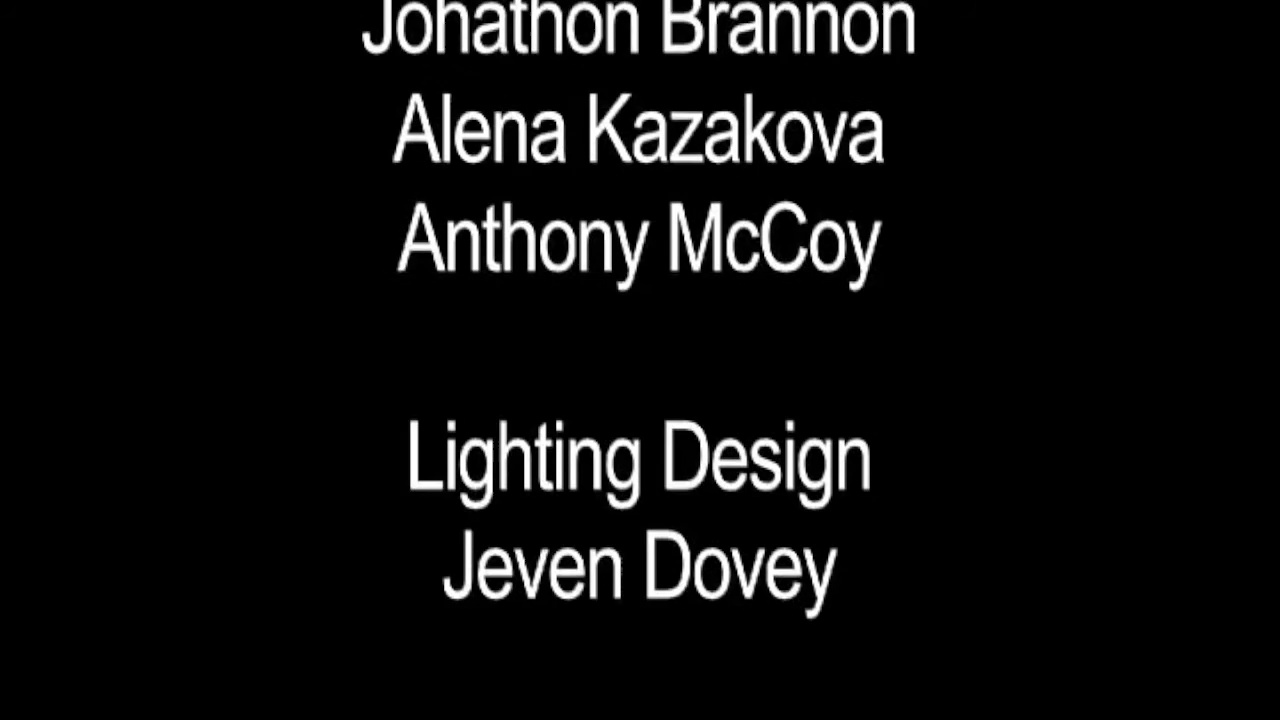 Johathon Brannon
Alena Kazakova
Anthony McCoy
Lighting Design
Jeven Dovey